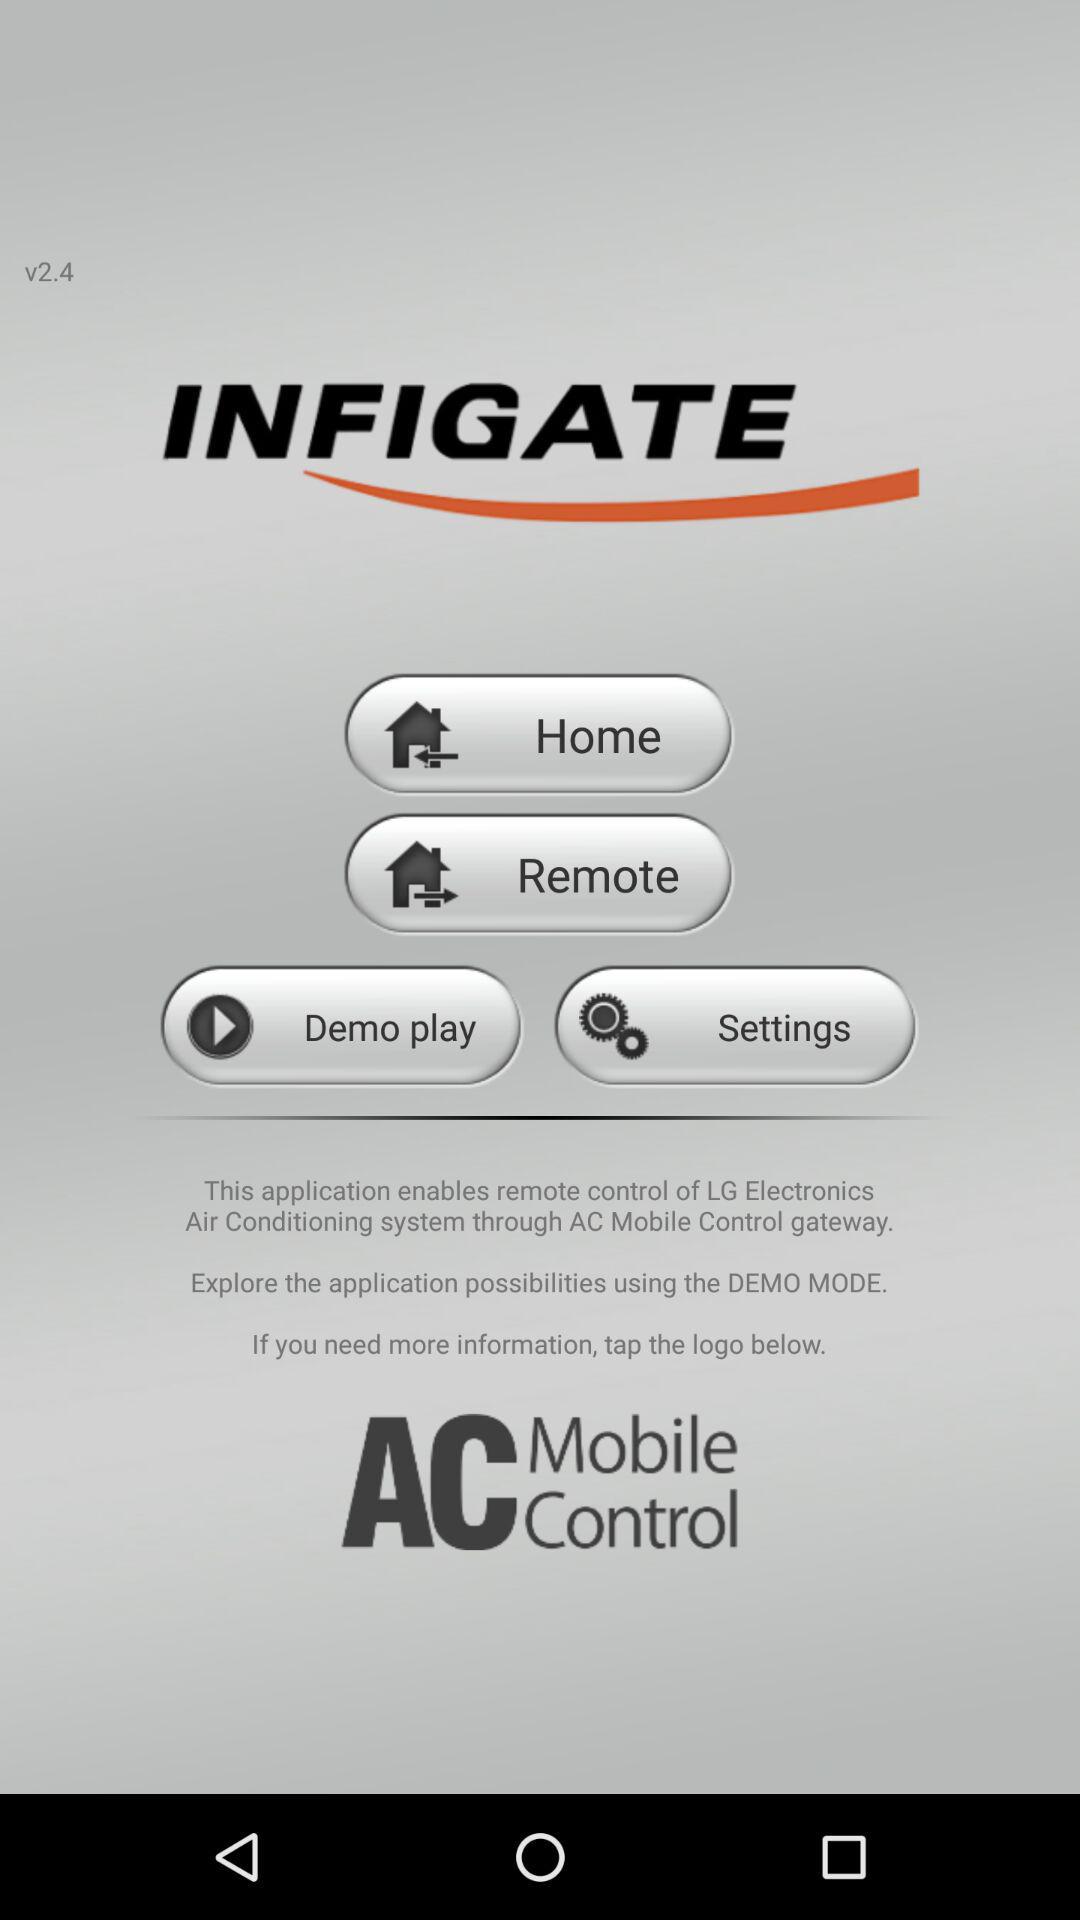 v2.4
INFIGATE
Home
Remote
Demo play
Settings
This application enables remote control of LG Electronics
Air Conditioning system through AC Mobile Control gateway.
Explore the application possibilities using the DEMO MODE.
If you need more information, tap the logo below.
AC Mobile
Control